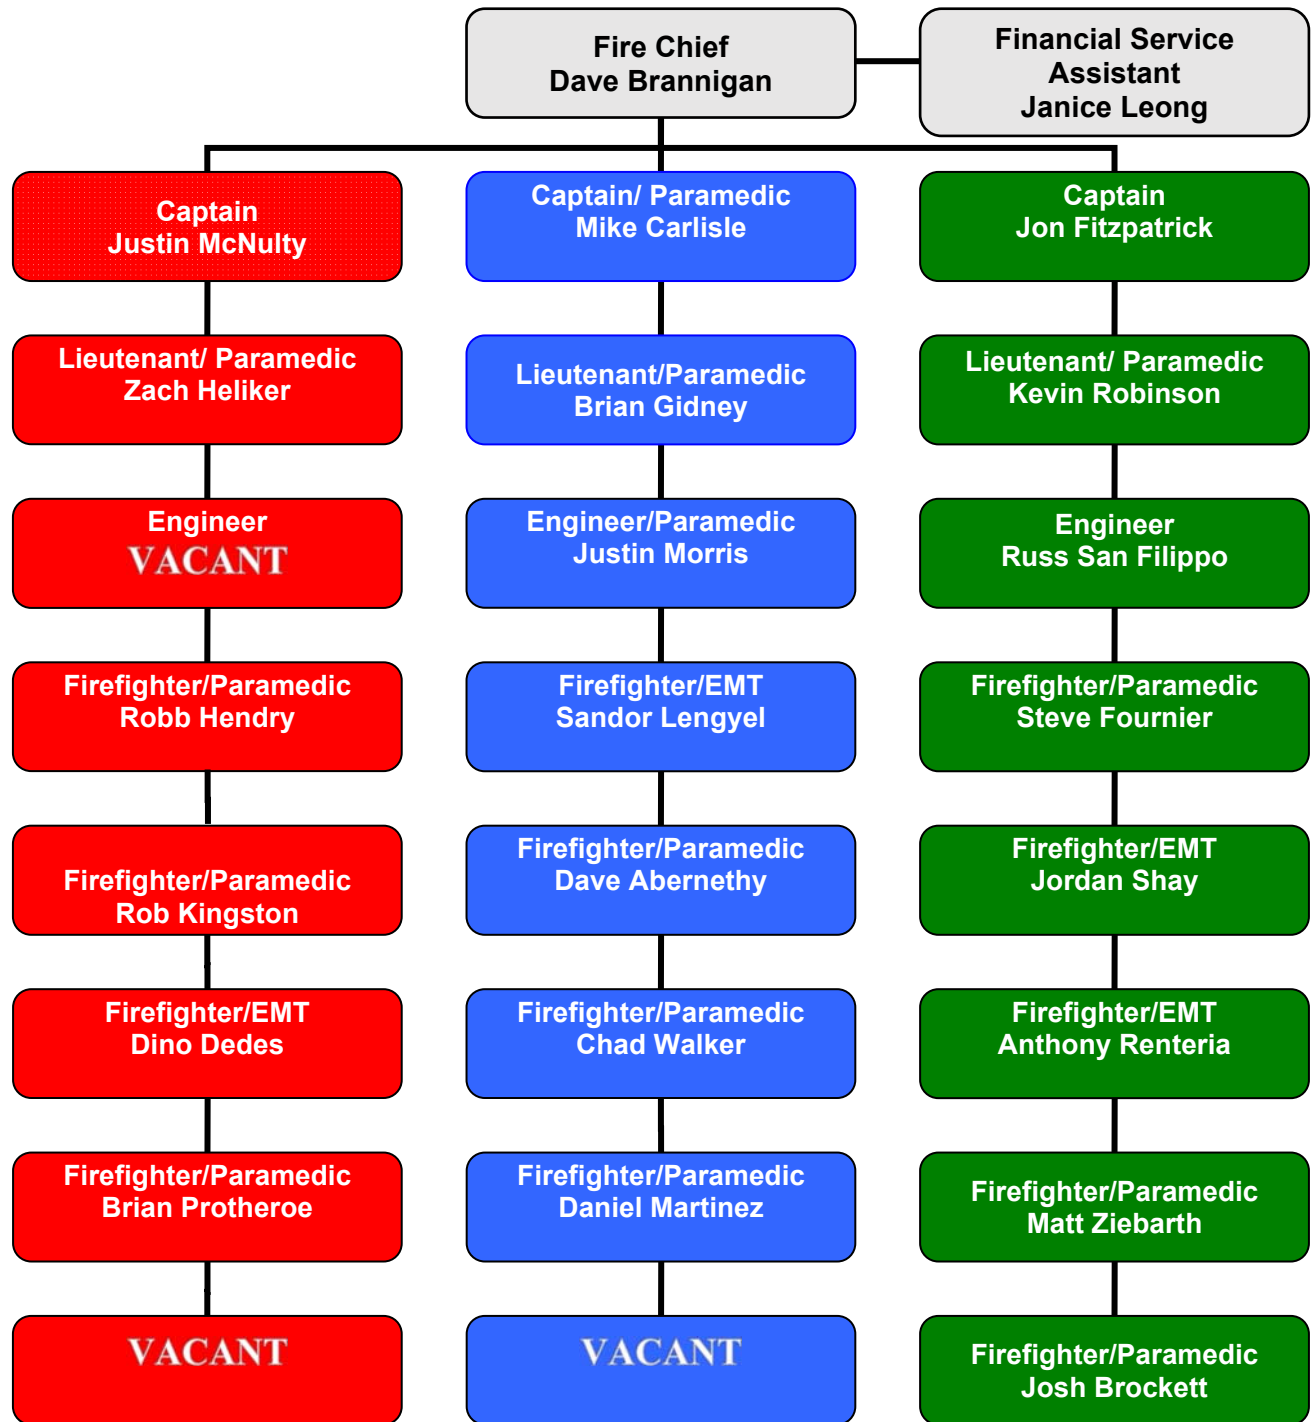 Fire Chief
Dave Brannigan
Financial Service
Assistant
Janice Leong
Captain
Justin McNulty
Captain/ Paramedic
Mike Carlisle
Captain
Jon Fitzpatrick
Lieutenant/ Paramedic
Zach Heliker
Lieutenant/Paramedic
Brian Gidney
Lieutenant/ Paramedic
Kevin Robinson
Engineer
VACANT
Engineer/Paramedic
Justin Morris
Engineer
Russ San Filippo
Firefighter/Paramedic
Robb Hendry
Firefighter/EMT
Sandor Lengyel
Firefighter/Paramedic
Steve Fournier
Firefighter/Paramedic
Rob Kingston
Firefighter/Paramedic
Dave Abernethy
Firefighter/EMT
Jordan Shay
Firefighter/EMT
Dino Dedes
Firefighter/Paramedic
Chad Walker
Firefighter/EMT
Anthony Renteria
Firefighter/Paramedic
Brian Protheroe
Firefighter/Paramedic
Daniel Martinez
Firefighter/Paramedic
Matt Ziebarth
VACANT
VACANT
Firefighter/Paramedic
Josh Brockett